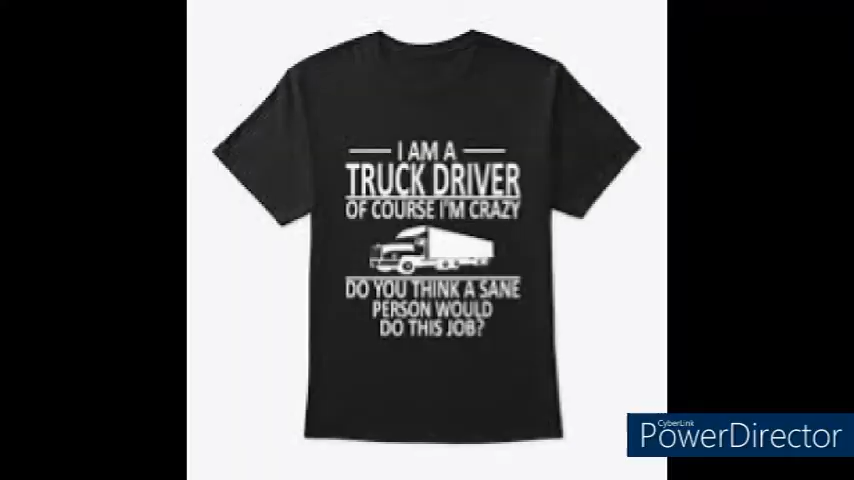 I AM A
TRUCK DRIVER
OF COURSE I'M CRAZY
DO YOU THINK A SANE
PERSON WOULD
DO THIS JOB?
CyberLink
PowerDirector